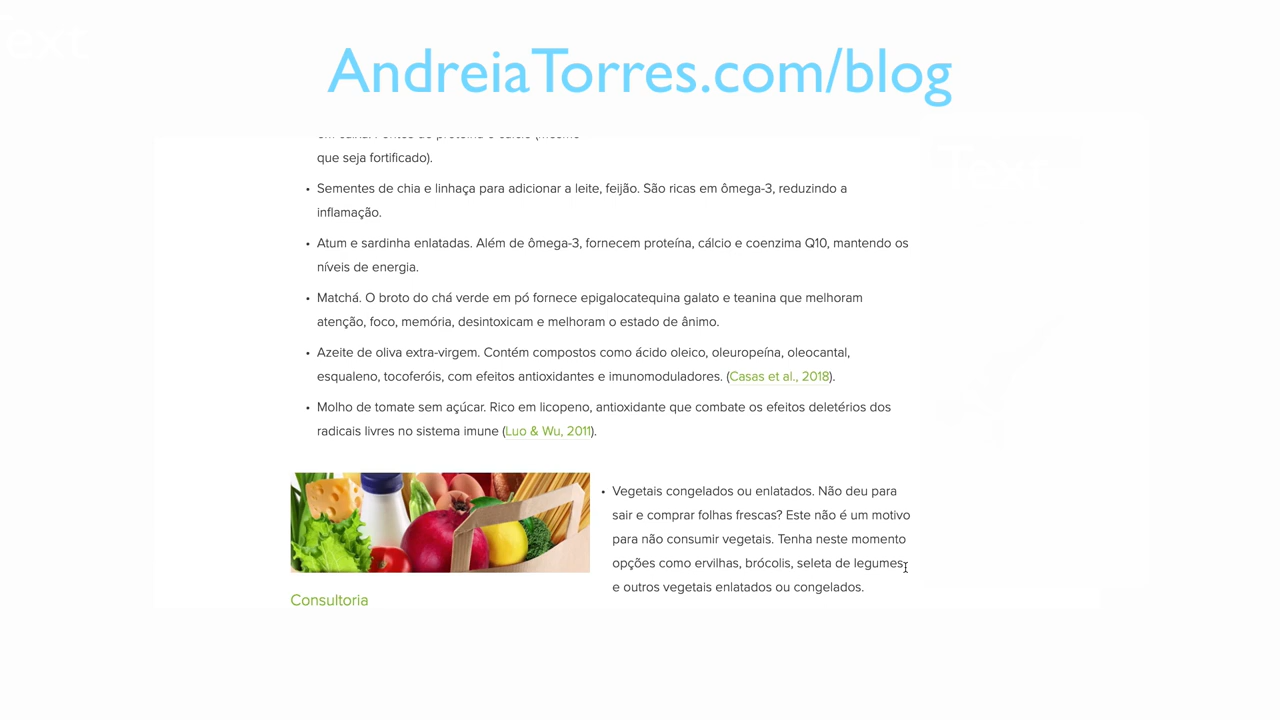 AndreiaTorres.com/blog
que seja fortificado).
• Sementes de chia e linhaça para adicionar a leite, feijão. São ricas em ômega-3, reduzindo a
inflamação.
• Atum e sardinha enlatadas. Além de ômega-3, fornecem proteína, cálcio e coenzima Q10, mantendo os
níveis de energia.
• Matchá. O broto do chá verde em pó fornece epigalocatequina galato e teanina que melhoram
atenção, foco, memória, desintoxicam e melhoram o estado de ânimo.
• Azeite de oliva extra-virgem. Contém compostos como ácido oleico, oleuropeína, oleocantal,
esqualeno, tocoferóis, com efeitos antioxidantes e imunomoduladores. (Casas et al., 2018).
• Molho de tomate sem açúcar. Rico em licopeno, antioxidante que combate os efeitos deletérios dos
radicais livres no sistema imune (Luo & Wu, 2011).
• Vegetais congelados ou enlatados. Não deu para
sair e comprar folhas frescas? Este não é um motivo
para não consumir vegetais. Tenha neste momento
opções como ervilhas, brócolis, seleta de legumes,
e outros vegetais enlatados ou congelados.
Consultoria